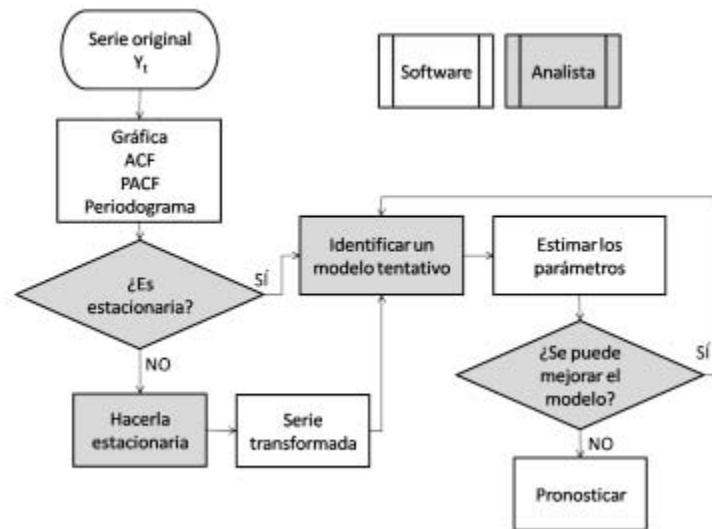 Serie original
Yt
Software
Analista
Gráfica
ACF
PACF
Periodograma
¿Es
estacionaria?
SÍ
NO
Hacerla
estacionaria
Serie
transformada
Identificar un
modelo tentativo
Estimar los
parámetros
¿Se puede
mejorar el
modelo?
SÍ
NO
Pronosticar